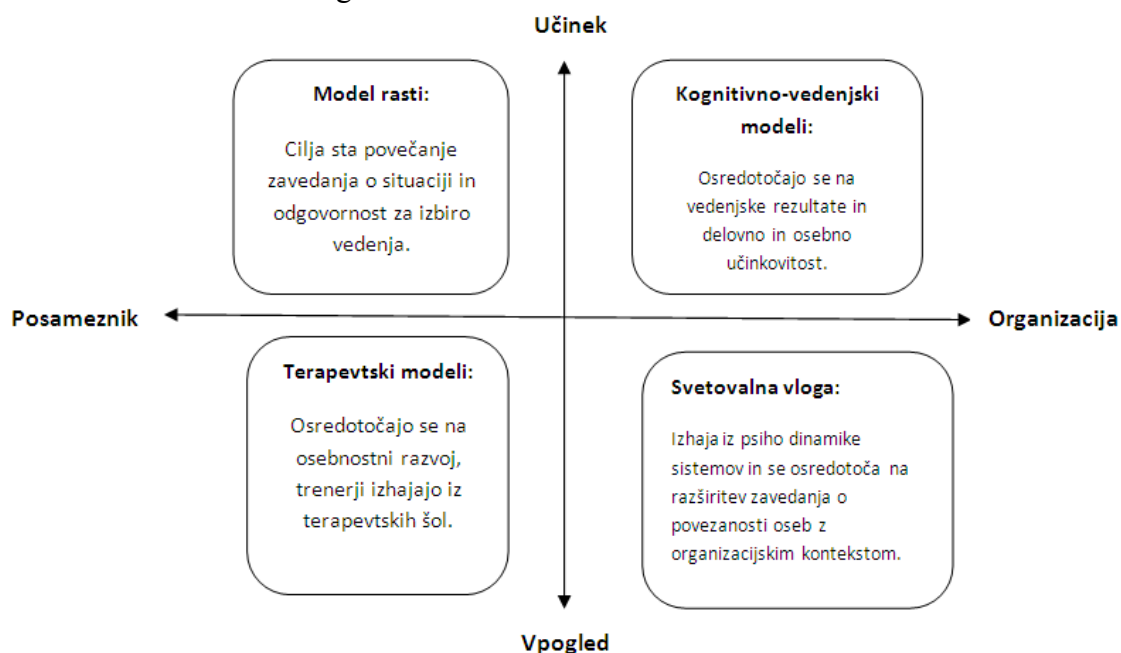 Učinek
Model rasti:
Cilja sta povečanje
zavedanja o situaciji in
odgovornost za izbiro
vedenja.
Kognitivno-vedenjski
modeli:
Osredotočajo se na
vedenjske rezultate in
delovno in osebno
učinkovitost.
Posameznik
Organizacija
Terapevtski modeli:
Osredotočajo se na
osebnostni razvoj,
trenerji izhajajo iz
terapevtskih šol.
Svetovalna vloga:
Izhaja iz psiho dinamike
sistemov in se osredotoča na
razširitev zavedanja o
povezanosti oseb z
organizacijskim kontekstom.
Vpogled